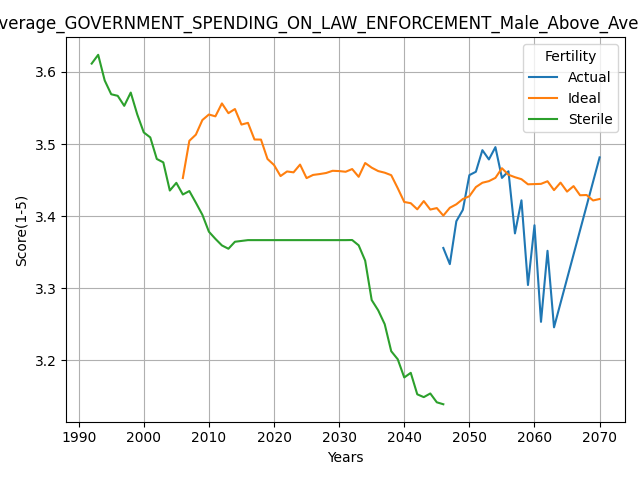 verage_GOVERNMENT_SPENDING_ON_LAW_ENFORCEMENT_Male_Above_Ave
Fertility
Actual
Ideal
Sterile
Score(1-5)
3.6
3.5
3.4
3.3
3.2
1990 2000 2010 2020 2030 2040 2050 2060 2070
Years